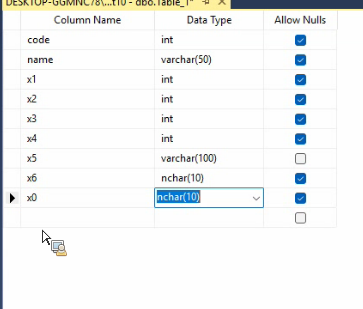 DESKTOP-GGMNC78\...t10 - dbo.Table_1*
Column Name Data Type Allow Nulls
code int
name varchar(50)
x1 int
x2 int
x3 int
x4 int
x5 varchar(100)
x6 nchar(10)
x0 nchar(10)